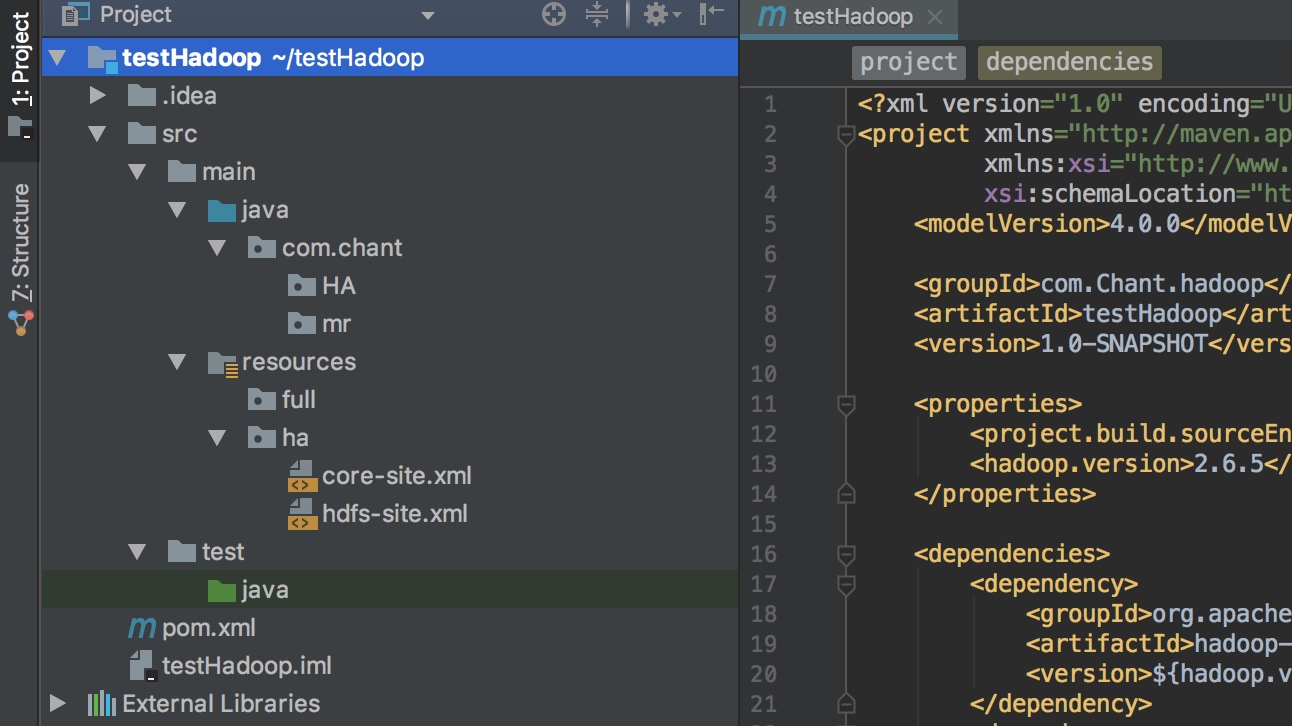 Project
1: Project
7: Structure
testHadoop ~/testHadoop
.idea
src
main
java
com.chant
HA
mr
resources
full
ha
core-site.xml
hdfs-site.xml
test
java
pom.xml
testHadoop.iml
External Libraries
testHadoop
project dependencies
1 <?xml version="1.0" encoding="U
2 <project xmlns="http://maven.ap
3 xmlns:xsi="http://www.
4 xsi:schemaLocation="ht
5 <modelVersion>4.0.0</modelV
6
7 <groupId>com.Chant.hadoop</
8 <artifactId>testHadoop</art
9 <version>1.0-SNAPSHOT</vers
10
11 <properties>
12 <project.build.sourceEn
13 <hadoop.version>2.6.5</
14 </properties>
15
16 <dependencies>
17 <dependency>
18 <groupId>org.apache
19 <artifactId>hadoop-
20 <version>${hadoop.v
21 </dependency>